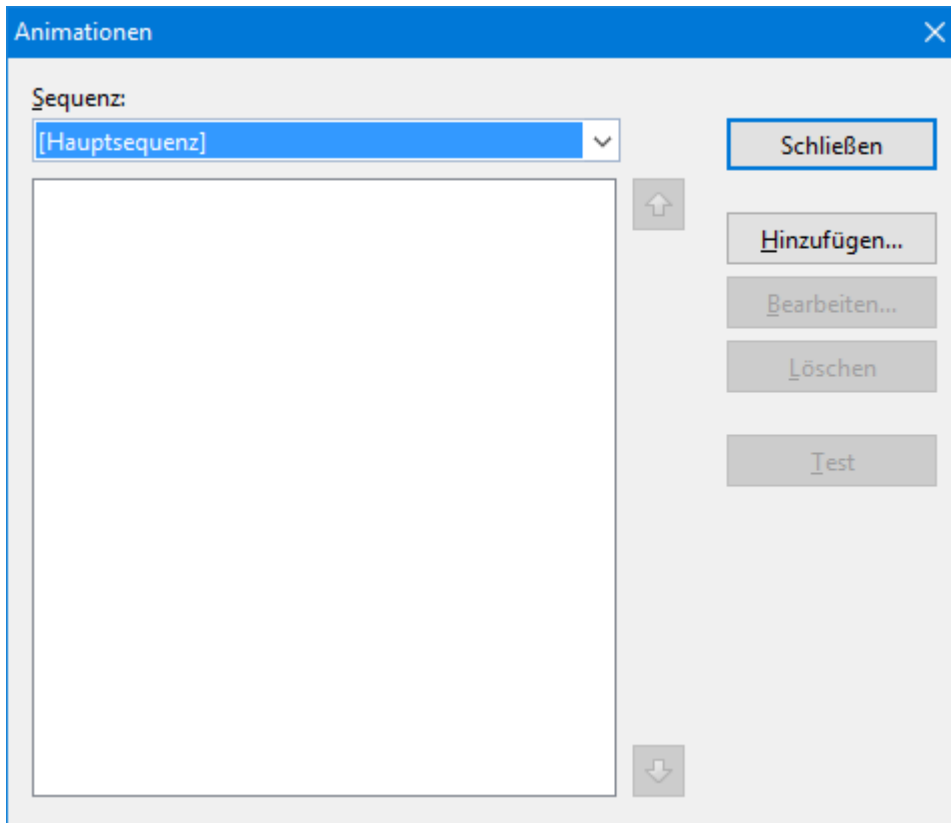 Animationen
Sequenz:
[Hauptsequenz]
Schließen
Hinzufügen...
Bearbeiten...
Löschen
Test